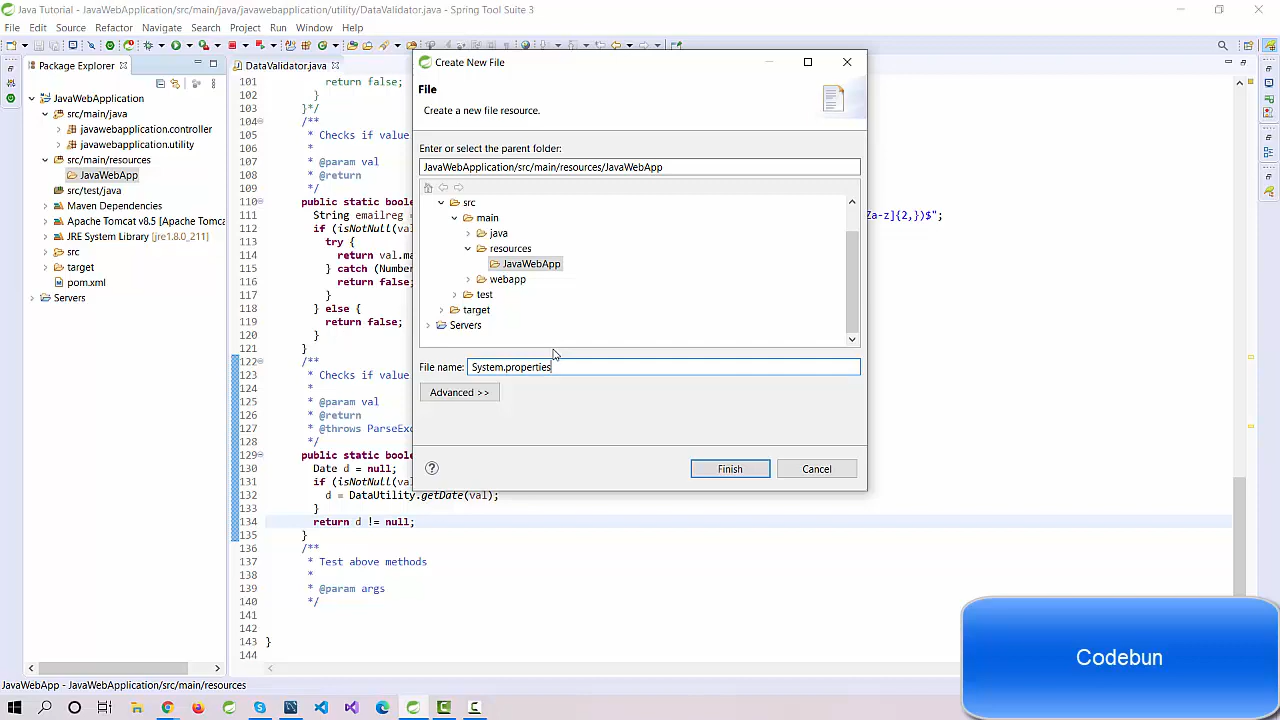 Java Tutorial - JavaWebApplication/src/main/java/javawebapplication/utility/DataValidator.java - Spring Tool Suite 3
File Edit Source Refactor Navigate Search Project Run Window Help
Package Explorer
JavaWebApplication
src/main/java
javawebapplication.controller
javawebapplication.utility
src/main/resources
JavaWebApp
src/test/java
Maven Dependencies
Apache Tomcat v8.5 [Apache Tomca
JRE System Library [jre1.8.0_211]
src
target
pom.xml
Servers
DataValidator.java
101 return false;
102 }
103 }*/
104 /**
105 * Checks if value
106 *
107 * @param val
108 * @return
109 */
110 public static boole
111 String emailreg = Za-z]{2,})$";
112 if (isNotNull(val
113 try {
114 return val.ma
115 } catch (Number
116 return false;
117 }
118 } else {
119 return false;
120 }
121 }
122 /**
123 * Checks if value
124 *
125 * @param val
126 * @return
127 * @throws ParseExc
128 */
129 public static boole
130 Date d = null;
131 if (isNotNull(val
132 d = DataUtility.getDate(val);
133 }
134 return d != null;
135 }
136 /**
137 * Test above methods
138 *
139 * @param args
140 */
141
142
143 }
144
Create New File
File
Create a new file resource.
Enter or select the parent folder:
JavaWebApplication/src/main/resources/JavaWebApp
src
main
java
resources
JavaWebApp
webapp
test
target
Servers
File name: System.properties
Advanced >>
?
Finish Cancel
Codebun
JavaWebApp - JavaWebApplication/src/main/resources